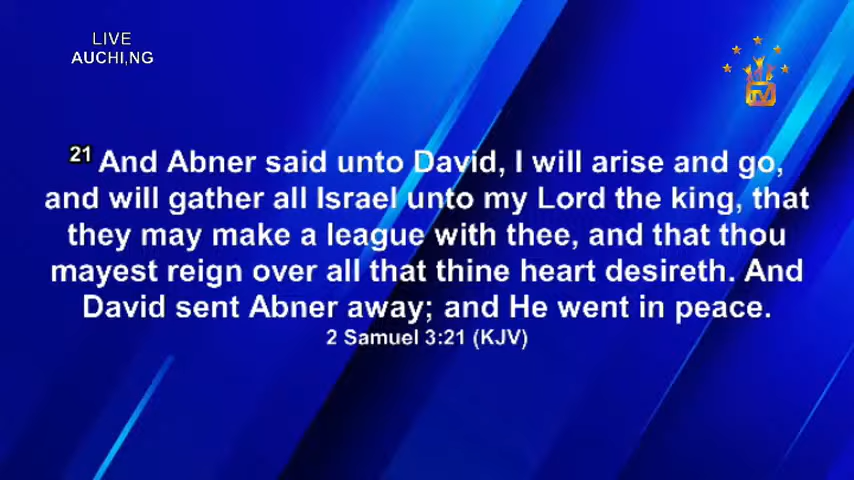 LIVE
AUCHI,NG
TV
21 And Abner said unto David, I will arise and go,
and will gather all Israel unto my Lord the king, that
they may make a league with thee, and that thou
mayest reign over all that thine heart desireth. And
David sent Abner away; and He went in peace.
2 Samuel 3:21 (KJV)